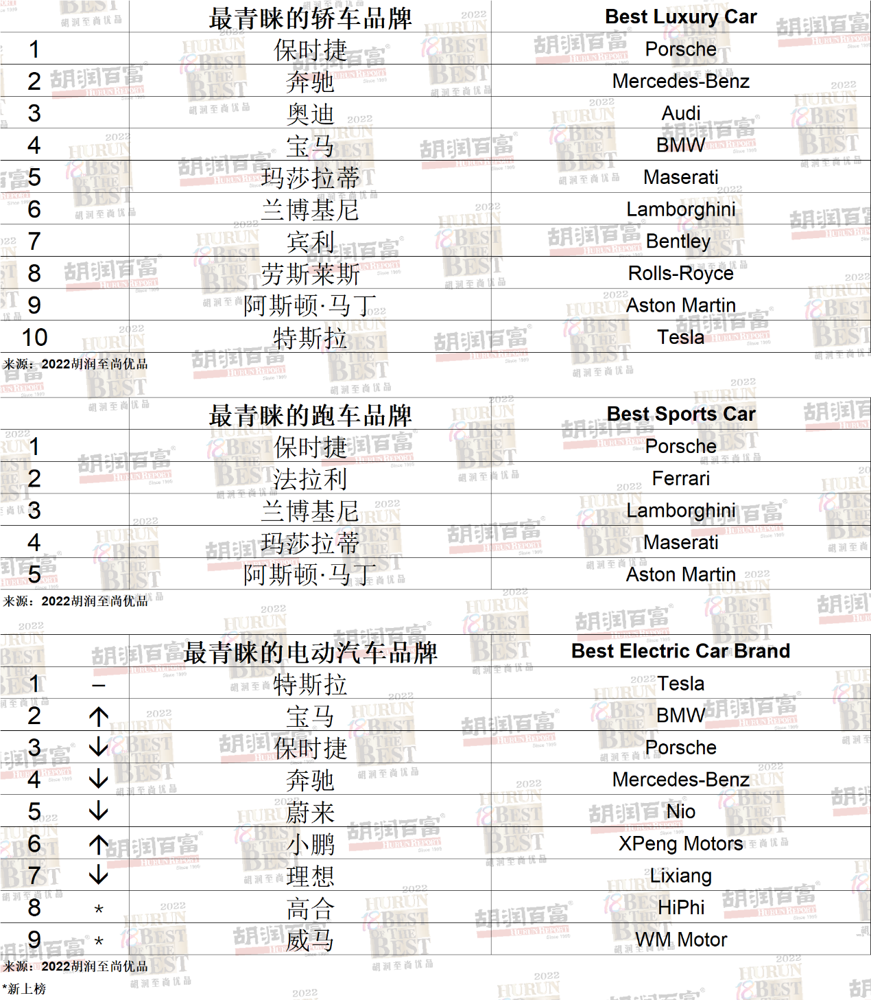 最青睐的轿车品牌 Best Luxury Car
1 保时捷 Porsche
2 奔驰 Mercedes-Benz
3 奥迪 Audi
4 宝马 BMW
5 玛莎拉蒂 Maserati
6 兰博基尼 Lamborghini
7 宾利 Bentley
8 劳斯莱斯 Rolls-Royce
9 阿斯顿·马丁 Aston Martin
10 特斯拉 Tesla
来源：2022胡润至尚优品
最青睐的跑车品牌 Best Sports Car
1 保时捷 Porsche
2 法拉利 Ferrari
3 兰博基尼 Lamborghini
4 玛莎拉蒂 Maserati
5 阿斯顿·马丁 Aston Martin
来源：2022胡润至尚优品
最青睐的电动汽车品牌 Best Electric Car Brand
1 – 特斯拉 Tesla
2 ↑ 宝马 BMW
3 ↓ 保时捷 Porsche
4 ↓ 奔驰 Mercedes-Benz
5 ↓ 蔚来 Nio
6 ↑ 小鹏 XPeng Motors
7 ↓ 理想 Lixiang
8 * 高合 HiPhi
9 * 威马 WM Motor
来源：2022胡润至尚优品
*新上榜